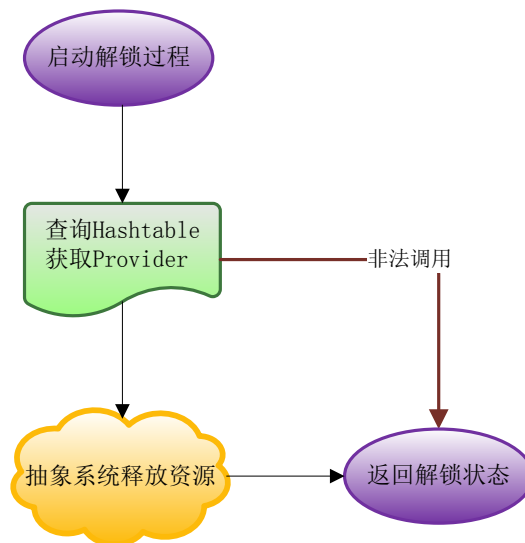 启动解锁过程
查询Hashtable
获取Provider
非法调用
抽象系统释放资源
返回解锁状态